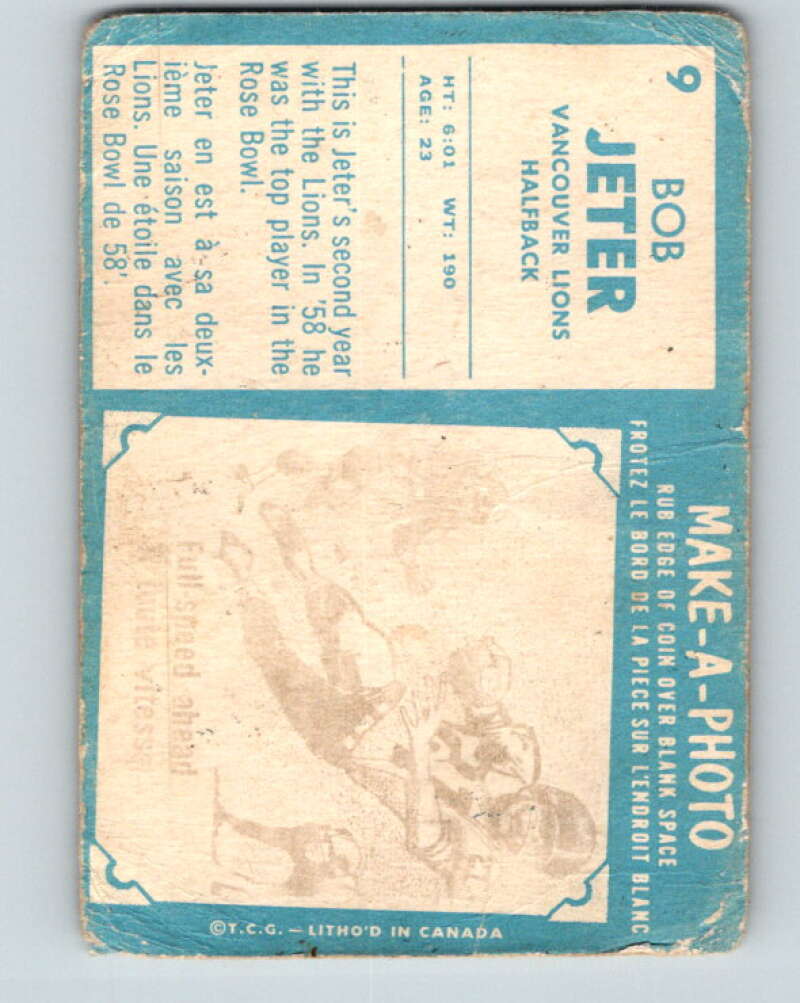 9
BOB
JETER
VANCOUVER LIONS
HALFBACK
HT: 6:01 WT: 190
AGE: 23
This is Jeter's second year
with the Lions. In '58 he
was the top player in the
Rose Bowl.
Jeter en est à sa deux-
ième saison avec les
Lions. Une étoile dans le
Rose Bowl de 58'.
MAKE-A-PHOTO
RUB EDGE OF COIN OVER BLANK SPACE
FROTEZ LE BORD DE LA PIECE SUR L'ENDROIT BLANC
Full speed ahead
A toute vitesse
27
©T.C.G. — LITHO'D IN CANADA